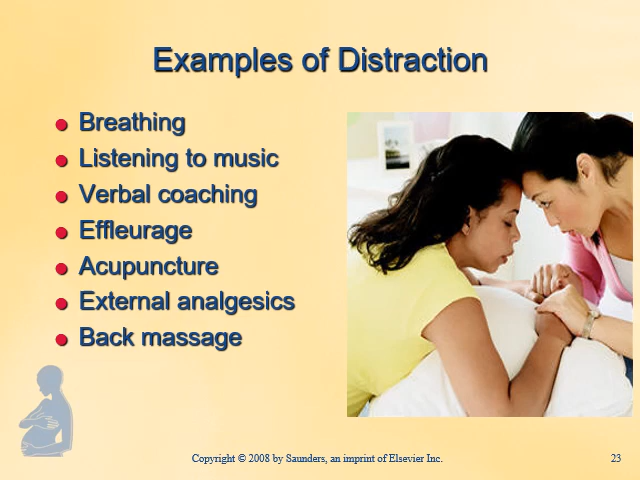 Examples of Distraction
Breathing
Listening to music
Verbal coaching
Effleurage
Acupuncture
External analgesics
Back massage
Copyright © 2008 by Saunders, an imprint of Elsevier Inc.
23